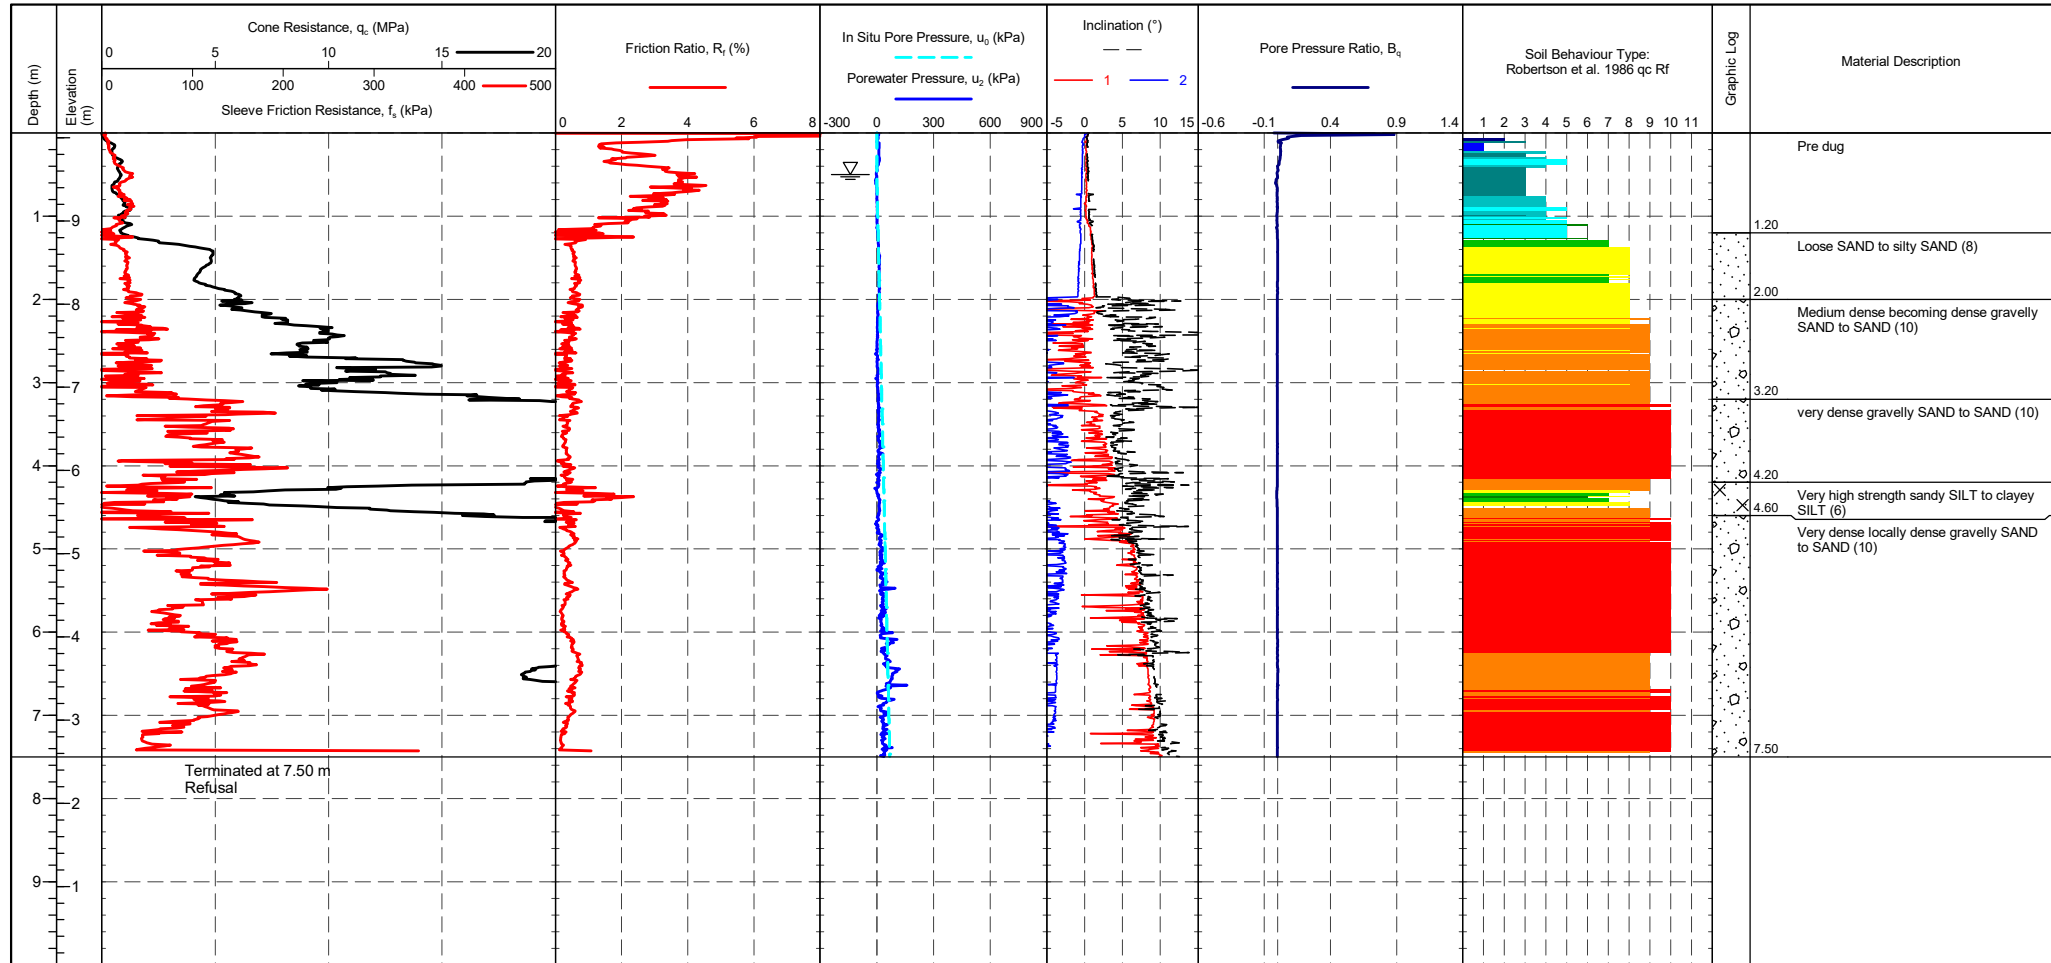 Depth (m)
Elevation
(m)
Cone Resistance, qc (MPa)
0 5 10 15 20
100 200 300 400 500
Sleeve Friction Resistance, fs (kPa)
Friction Ratio, Rf (%)
0 2 4 6 8
In Situ Pore Pressure, u0 (kPa)
Porewater Pressure, u2 (kPa)
-300 0 300 600 900
Inclination (°)
1 2
-5 0 5 10 15
Pore Pressure Ratio, Bq
-0.6 -0.1 0.4 0.9 1.4
Soil Behaviour Type:
Robertson et al. 1986 qc Rf
1 2 3 4 5 6 7 8 9 10 11
Graphic Log
Material Description
Pre dug
1 9
1.20
Loose SAND to silty SAND (8)
2 8
2.00
Medium dense becoming dense gravelly
SAND to SAND (10)
3 7
3.20
very dense gravelly SAND to SAND (10)
4 6
4.20
Very high strength sandy SILT to clayey
SILT (6)
4.60
Very dense locally dense gravelly SAND
to SAND (10)
5 5
6 4
7 3
7.50
Terminated at 7.50 m
Refusal
8 2
9 1